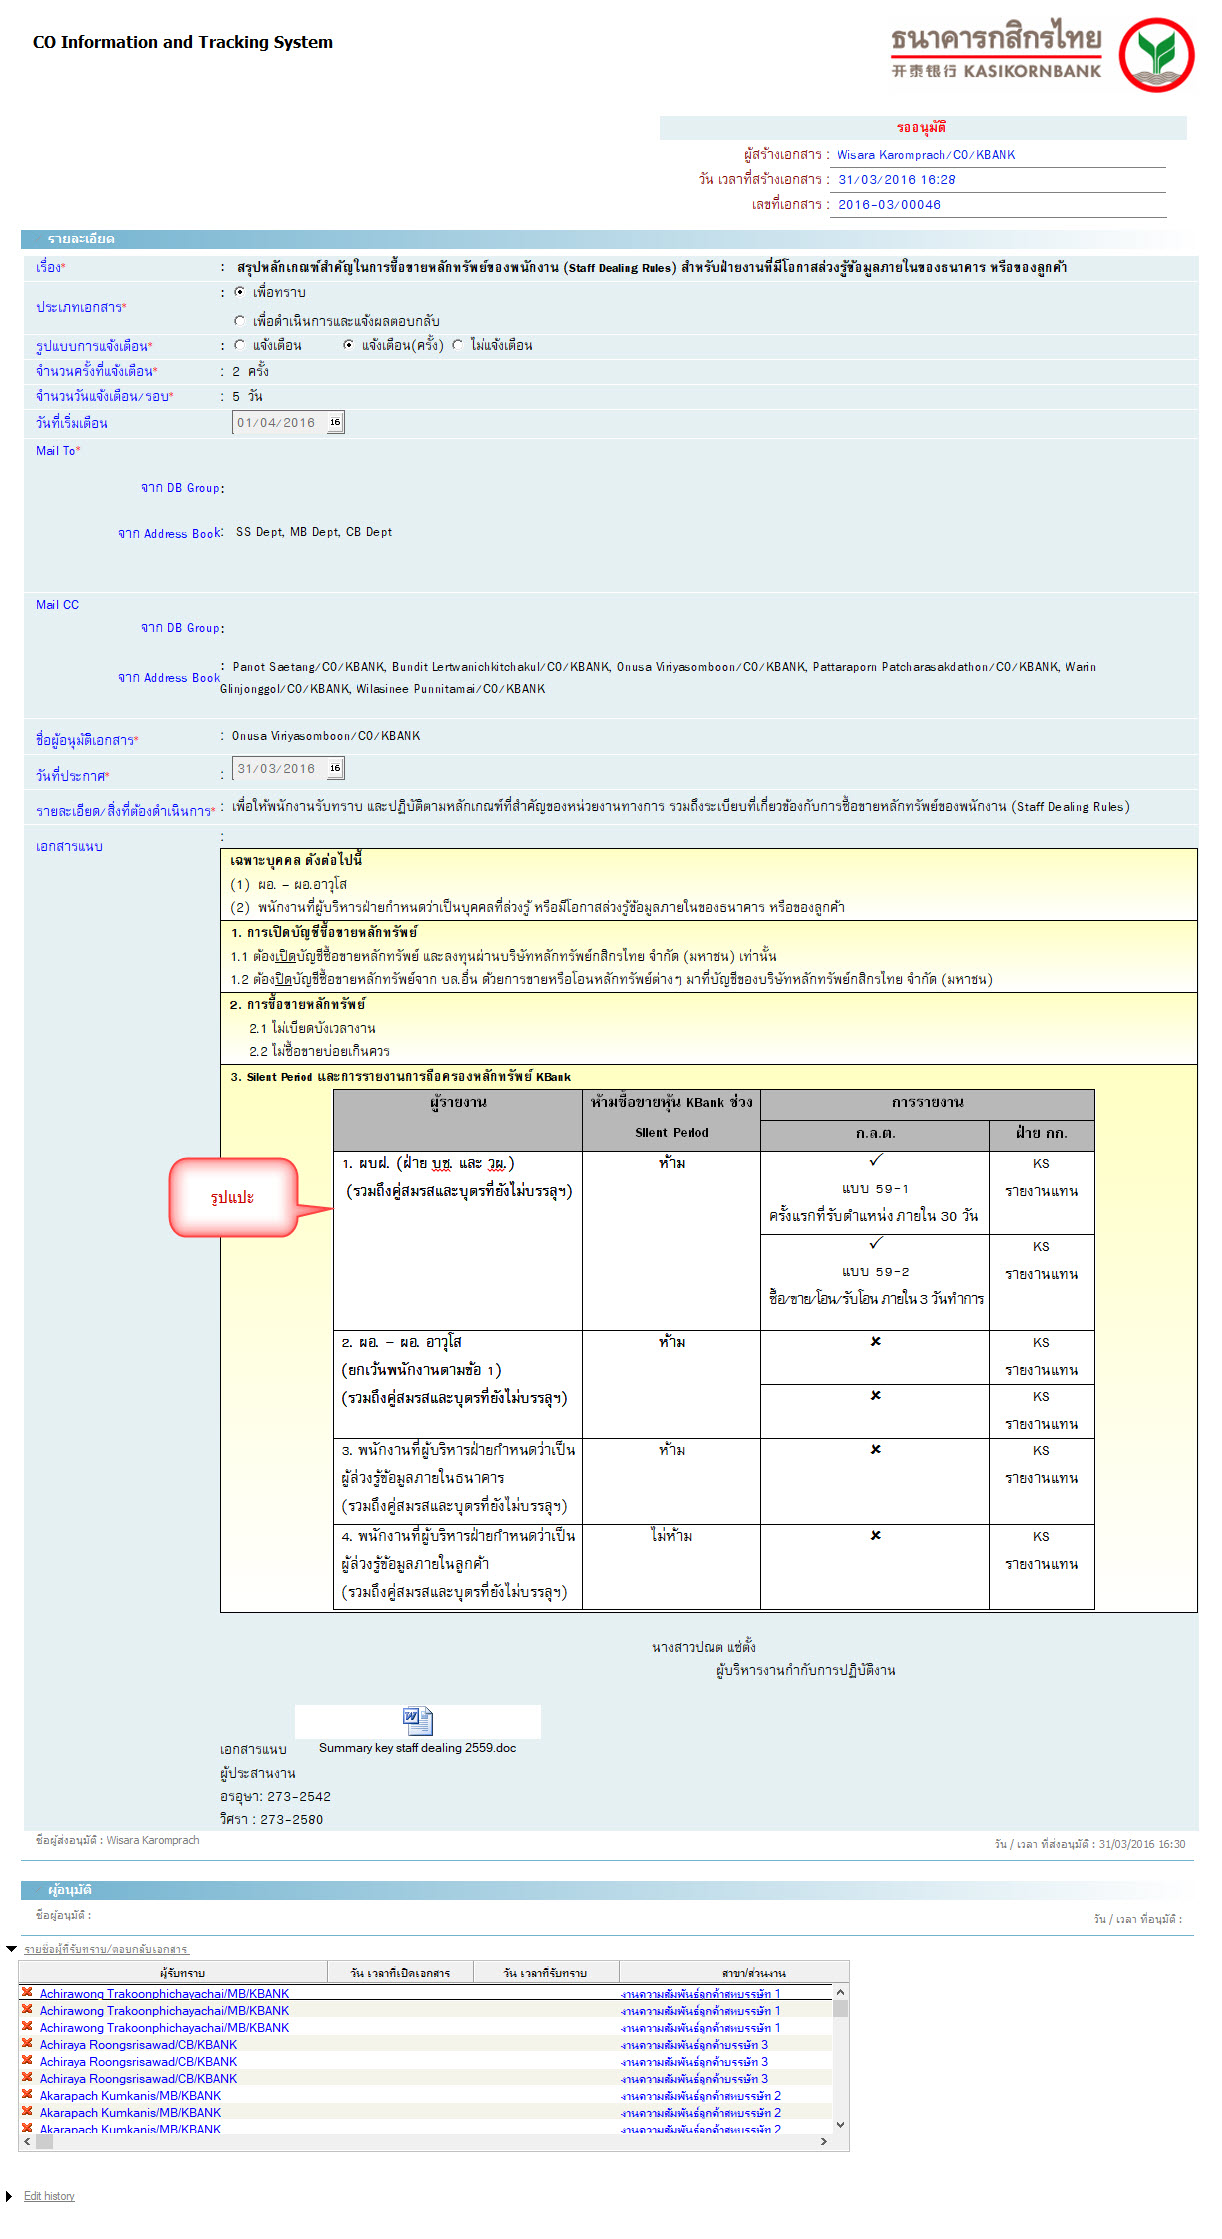 CO Information and Tracking System
ธนาคารกสิกรไทย
开泰银行 KASIKORNBANK
รออนุมัติ
ผู้สร้างเอกสาร : Wisara Karomprach/CO/KBANK
วัน เวลาที่สร้างเอกสาร : 31/03/2016 16:28
เลขที่เอกสาร : 2016-03/00046
รายละเอียด
เรื่อง* : สรุปหลักเกณฑ์สำคัญในการซื้อขายหลักทรัพย์ของพนักงาน (Staff Dealing Rules) สำหรับฝ่ายงานที่มีโอกาสล่วงรู้ข้อมูลภายในของธนาคาร หรือของลูกค้า
ประเภทเอกสาร* : เพื่อทราบ
เพื่อดำเนินการและแจ้งผลตอบกลับ
รูปแบบการแจ้งเตือน* : แจ้งเตือน แจ้งเตือน(ครั้ง) ไม่แจ้งเตือน
จำนวนครั้งที่แจ้งเตือน* : 2 ครั้ง
จำนวนวันแจ้งเตือน/รอบ* : 5 วัน
วันที่เริ่มเตือน 01/04/2016 16
Mail To*
จาก DB Group:
จาก Address Book: SS Dept, MB Dept, CB Dept
Mail CC
จาก DB Group:
จาก Address Book : Panot Saetang/CO/KBANK, Bundit Lertwanichkitchakul/CO/KBANK, Onusa Viriyasomboon/CO/KBANK, Pattaraporn Patcharasakdathon/CO/KBANK, Warin
Glinjonggol/CO/KBANK, Wilasinee Punnitamai/CO/KBANK
ชื่อผู้อนุมัติเอกสาร* : Onusa Viriyasomboon/CO/KBANK
วันที่ประกาศ* : 31/03/2016 16
รายละเอียด/สิ่งที่ต้องดำเนินการ* : เพื่อให้พนักงานรับทราบ และปฏิบัติตามหลักเกณฑ์ที่สำคัญของหน่วยงานทางการ รวมถึงระเบียบที่เกี่ยวข้องกับการซื้อขายหลักทรัพย์ของพนักงาน (Staff Dealing Rules)
เอกสารแนบ :
เฉพาะบุคคล ดังต่อไปนี้
(1) ผอ. - ผอ.อาวุโส
(2) พนักงานที่ผู้บริหารฝ่ายกำหนดว่าเป็นบุคคลที่ล่วงรู้ หรือมีโอกาสล่วงรู้ข้อมูลภายในของธนาคาร หรือของลูกค้า
1. การเปิดบัญชีซื้อขายหลักทรัพย์
1.1 ต้องเปิดบัญชีซื้อขายหลักทรัพย์ และลงทุนผ่านบริษัทหลักทรัพย์กสิกรไทย จำกัด (มหาชน) เท่านั้น
1.2 ต้องปิดบัญชีซื้อขายหลักทรัพย์จาก บล.อื่น ด้วยการขายหรือโอนหลักทรัพย์ต่างๆ มาที่บัญชีของบริษัทหลักทรัพย์กสิกรไทย จำกัด (มหาชน)
2. การซื้อขายหลักทรัพย์
2.1 ไม่เบียดบังเวลางาน
2.2 ไม่ซื้อขายบ่อยเกินควร
3. Silent Period และการรายงานการถือครองหลักทรัพย์ KBank
ผู้รายงาน ห้ามซื้อขายหุ้น KBank ช่วง การรายงาน
Silent Period ก.ล.ต. ฝ่าย กก.
1. ผบฝ. (ฝ่าย บช. และ วผ.) ห้าม ✓ KS
(รวมถึงคู่สมรสและบุตรที่ยังไม่บรรลุฯ) แบบ 59-1 รายงานแทน
รูปแปะ
ครั้งแรกที่รับตำแหน่ง ภายใน 30 วัน
✓ KS
แบบ 59-2 รายงานแทน
ซื้อ/ขาย/โอน/รับโอน ภายใน 3 วันทำการ
2. ผอ. - ผอ. อาวุโส ห้าม ✘ KS
(ยกเว้นพนักงานตามข้อ 1) รายงานแทน
(รวมถึงคู่สมรสและบุตรที่ยังไม่บรรลุฯ) ✘ KS
รายงานแทน
3. พนักงานที่ผู้บริหารฝ่ายกำหนดว่าเป็น ห้าม ✘ KS
ผู้ล่วงรู้ข้อมูลภายในธนาคาร รายงานแทน
(รวมถึงคู่สมรสและบุตรที่ยังไม่บรรลุฯ)
4. พนักงานที่ผู้บริหารฝ่ายกำหนดว่าเป็น ไม่ห้าม ✘ KS
ผู้ล่วงรู้ข้อมูลภายในลูกค้า รายงานแทน
(รวมถึงคู่สมรสและบุตรที่ยังไม่บรรลุฯ)
นางสาวปณต แซ่ตั้ง
ผู้บริหารงานกำกับการปฏิบัติงาน
เอกสารแนบ Summary key staff dealing 2559.doc
ผู้ประสานงาน
อรอุษา: 273-2542
วิศรา : 273-2580
ชื่อผู้ส่งอนุมัติ : Wisara Karomprach วัน / เวลา ที่ส่งอนุมัติ : 31/03/2016 16:30
ผู้อนุมัติ
ชื่อผู้อนุมัติ : วัน / เวลา ที่อนุมัติ :
รายชื่อผู้ที่รับทราบ/ตอบกลับเอกสาร
ผู้รับทราบ วัน เวลาที่เปิดเอกสาร วัน เวลาที่รับทราบ สาขา/ส่วนงาน
Achirawong Trakoonphichayachai/MB/KBANK งานความสัมพันธ์ลูกค้าสหบรรษัท 1
Achirawong Trakoonphichayachai/MB/KBANK งานความสัมพันธ์ลูกค้าสหบรรษัท 1
Achirawong Trakoonphichayachai/MB/KBANK งานความสัมพันธ์ลูกค้าสหบรรษัท 1
Achiraya Roongsrisawad/CB/KBANK งานความสัมพันธ์ลูกค้าบรรษัท 3
Achiraya Roongsrisawad/CB/KBANK งานความสัมพันธ์ลูกค้าบรรษัท 3
Achiraya Roongsrisawad/CB/KBANK งานความสัมพันธ์ลูกค้าบรรษัท 3
Akarapach Kumkanis/MB/KBANK งานความสัมพันธ์ลูกค้าสหบรรษัท 2
Akarapach Kumkanis/MB/KBANK งานความสัมพันธ์ลูกค้าสหบรรษัท 2
Akarapach Kumkanis/MB/KBANK งานความสัมพันธ์ลูกค้าสหบรรษัท 2
Edit history